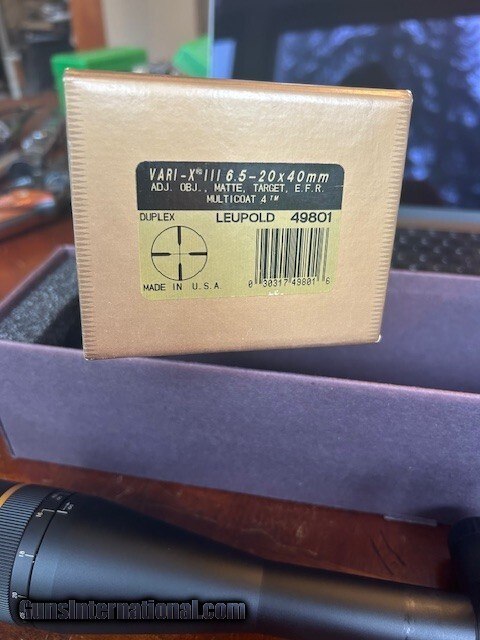 VARI-X® III 6.5-20x40mm
ADJ. OBJ., MATTE, TARGET, E.F.R.
MULTICOAT 4™
DUPLEX LEUPOLD 49801
MADE IN U.S.A.
0 30317 49801 6
GunsInternational.com